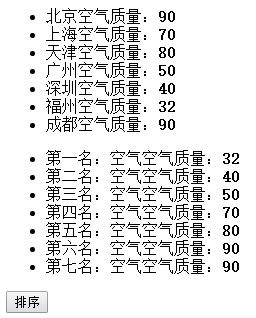 北京空气质量：90
上海空气质量：70
天津空气质量：80
广州空气质量：50
深圳空气质量：40
福州空气质量：32
成都空气质量：90
第一名：空气空气质量：32
第二名：空气空气质量：40
第三名：空气空气质量：50
第四名：空气空气质量：70
第五名：空气空气质量：80
第六名：空气空气质量：90
第七名：空气空气质量：90
排序